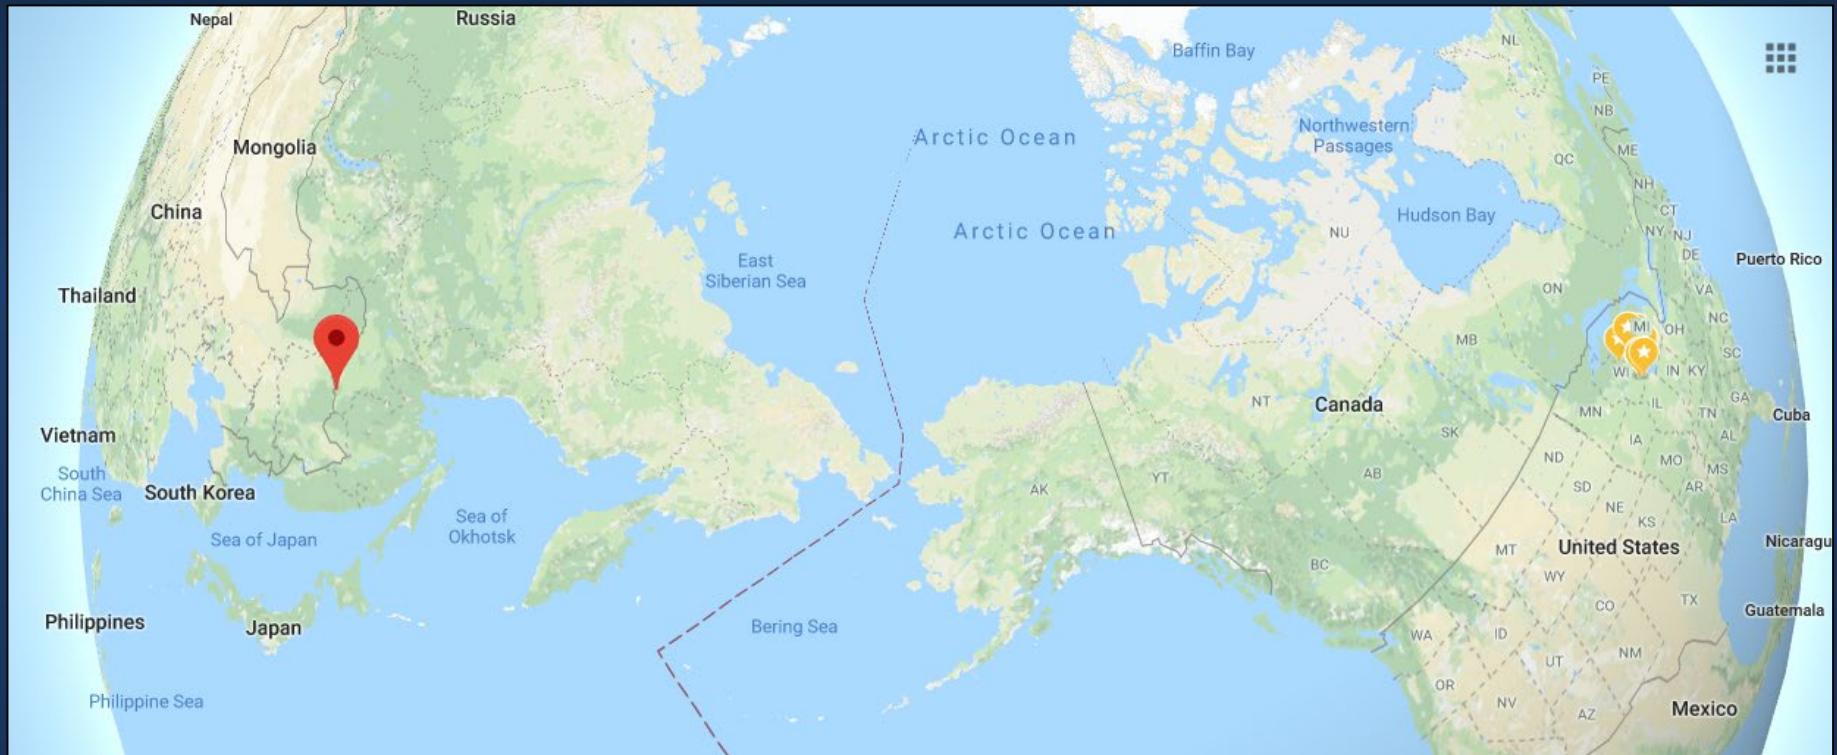 Nepal
Russia
Baffin Bay
NL
PE
NB
Arctic Ocean
Northwestern
Passages
Mongolia
QC
ME
NH
China
Hudson Bay
CT
Arctic Ocean
NU
NY
NJ
DE
East
Siberian Sea
Puerto Rico
Thailand
ON
VA
NC
MI
OH
MB
SC
WI
IN
KY
NT
Canada
MN
IL
GA
TN
Cuba
Vietnam
SK
IA
AL
ND
MO
MS
South
China Sea
South Korea
AK
YT
AB
SD
AR
NE
LA
KS
Sea of
Okhotsk
Sea of Japan
MT
United States
Nicaragu
BC
WY
CO
TX
Guatemala
Philippines
Japan
Bering Sea
WA
ID
UT
NM
OR
Philippine Sea
NV
AZ
Mexico